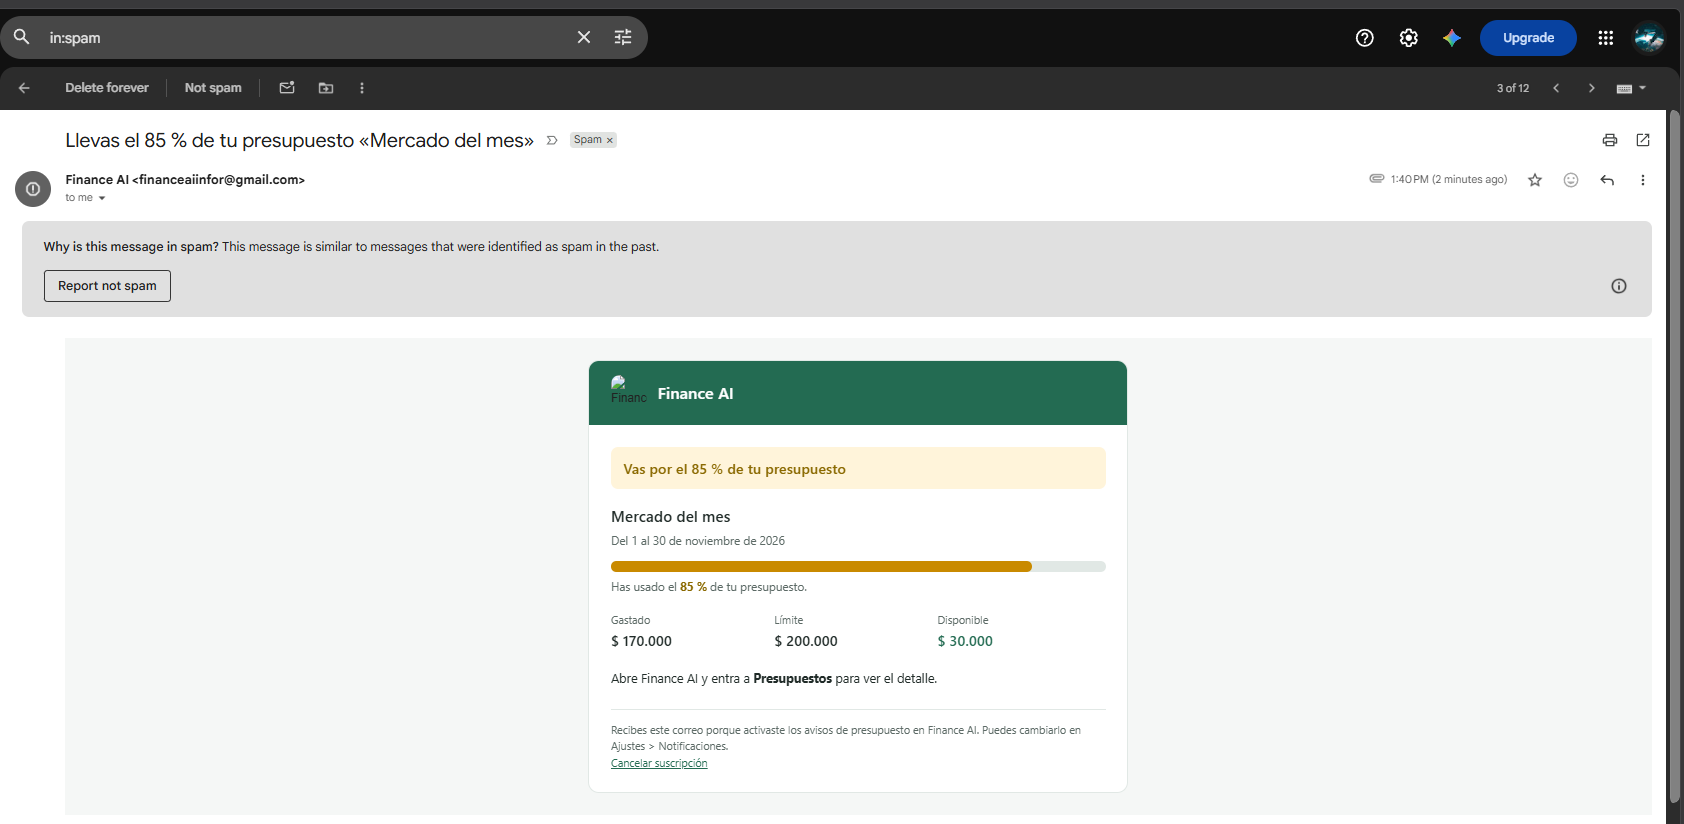 in:spam
Upgrade
Delete forever
Not spam
3 of 12
Llevas el 85 % de tu presupuesto «Mercado del mes»
Spam ×
Finance AI <financeaiinfor@gmail.com>
1:40 PM (2 minutes ago)
to me
Why is this message in spam? This message is similar to messages that were identified as spam in the past.
Report not spam
Financ
Finance AI
Vas por el 85 % de tu presupuesto
Mercado del mes
Del 1 al 30 de noviembre de 2026
Has usado el 85 % de tu presupuesto.
Gastado
Límite
Disponible
$ 170.000
$ 200.000
$ 30.000
Abre Finance AI y entra a Presupuestos para ver el detalle.
Recibes este correo porque activaste los avisos de presupuesto en Finance AI. Puedes cambiarlo en
Ajustes > Notificaciones.
Cancelar suscripción